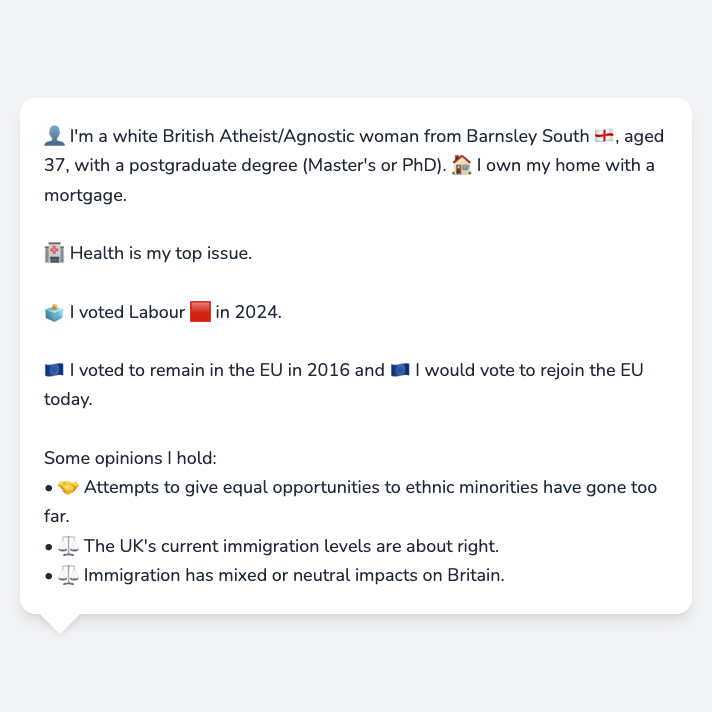 👤 I'm a white British Atheist/Agnostic woman from Barnsley South 🏴󠁧󠁢󠁥󠁮󠁧󠁿, aged
37, with a postgraduate degree (Master's or PhD). 🏠 I own my home with a
mortgage.
🏥 Health is my top issue.
🗳️ I voted Labour 🟥 in 2024.
🇪🇺 I voted to remain in the EU in 2016 and 🇪🇺 I would vote to rejoin the EU
today.
Some opinions I hold:
• 🤝 Attempts to give equal opportunities to ethnic minorities have gone too
far.
• ⚖️ The UK's current immigration levels are about right.
• ⚖️ Immigration has mixed or neutral impacts on Britain.